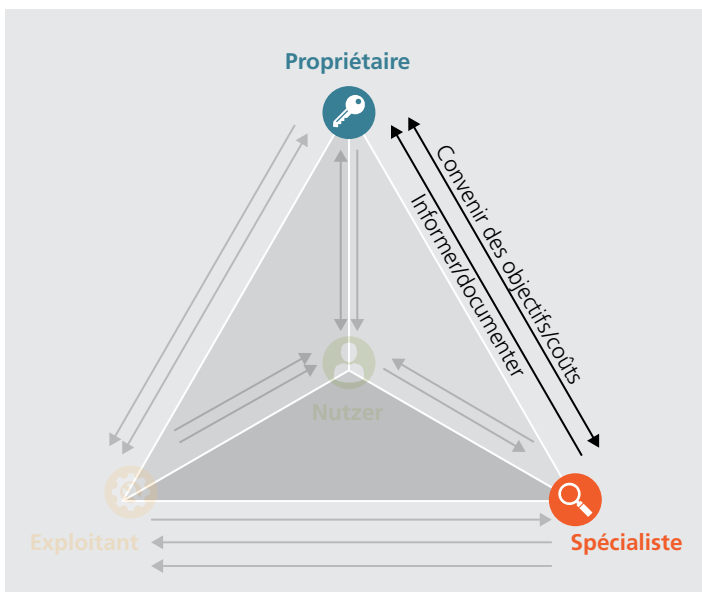 Propriétaire
Convenir des objectifs/coûts
Informer/documenter
Nutzer
Exploitant
Spécialiste